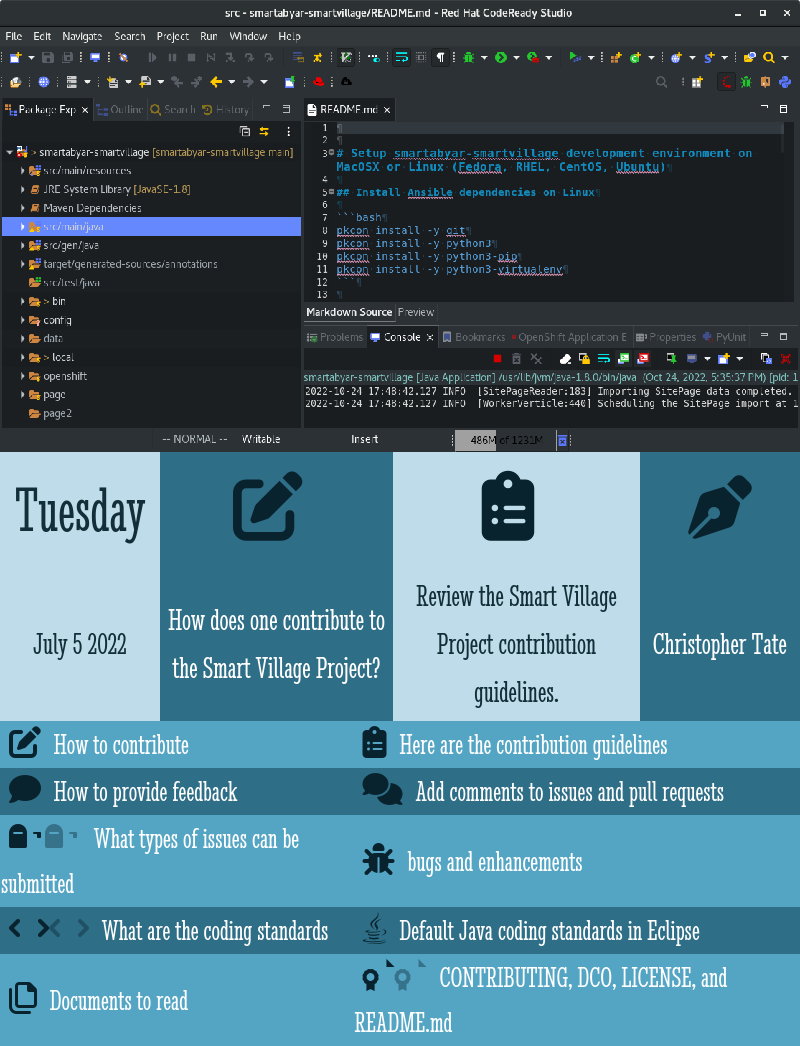 src - smartabyar-smartvillage/README.md - Red Hat CodeReady Studio
File Edit Navigate Search Project Run Window Help
Package Exp Outline Search History
> smartabyar-smartvillage [smartabyar-smartvillage main]
src/main/resources
JRE System Library [JavaSE-1.8]
Maven Dependencies
src/main/java
src/gen/java
target/generated-sources/annotations
src/test/java
> bin
config
data
> local
openshift
page
page2
README.md
1 ¶
2 ¶
3 # Setup smartabyar-smartvillage development environment on
MacOSX or Linux (Fedora, RHEL, CentOS, Ubuntu)¶
4 ¶
5 ## Install Ansible dependencies on Linux¶
6 ¶
7 ```bash¶
8 pkcon install -y git¶
9 pkcon install -y python3¶
10 pkcon install -y python3-pip¶
11 pkcon install -y python3-virtualenv¶
12 ```¶
13 ¶
Markdown Source Preview
Problems Console Bookmarks OpenShift Application E Properties PyUnit
smartabyar-smartvillage [Java Application] /usr/lib/jvm/java-1.8.0/bin/java (Oct 24, 2022, 5:35:37 PM) [pid: 1
2022-10-24 17:48:42.127 INFO [SitePageReader:183] Importing SitePage data completed.
2022-10-24 17:48:42.127 INFO [WorkerVerticle:440] Scheduling the SitePage import at 1
-- NORMAL -- Writable Insert 486M of 1231M
Tuesday
July 5 2022
How does one contribute to
the Smart Village Project?
Review the Smart Village
Project contribution
guidelines.
Christopher Tate
How to contribute
Here are the contribution guidelines
How to provide feedback
Add comments to issues and pull requests
What types of issues can be
submitted
bugs and enhancements
What are the coding standards
Default Java coding standards in Eclipse
Documents to read
CONTRIBUTING, DCO, LICENSE, and
README.md